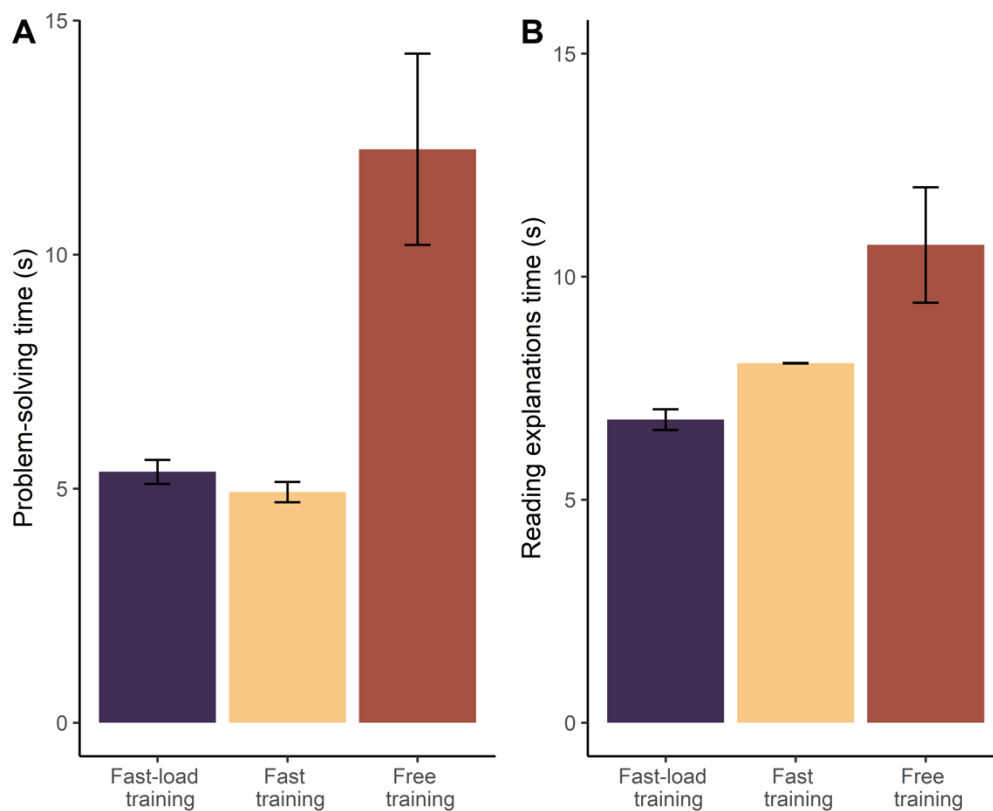 A
Problem-solving time (s)
15
10
5
0
Fast-load
training
Fast
training
Free
training
B
Reading explanations time (s)
15
10
5
0
Fast-load
training
Fast
training
Free
training